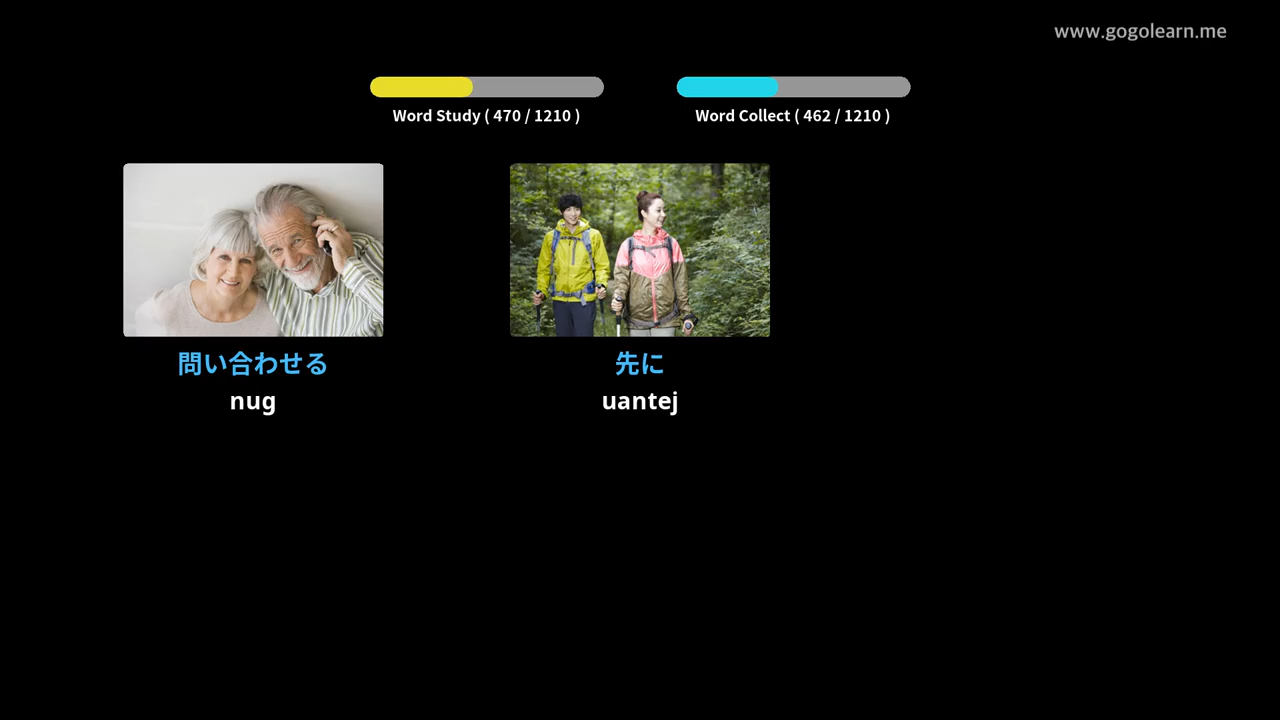 www.gogolearn.me
Word Study ( 470 / 1210 )
Word Collect ( 462 / 1210 )
問い合わせる
nug
先に
uantej